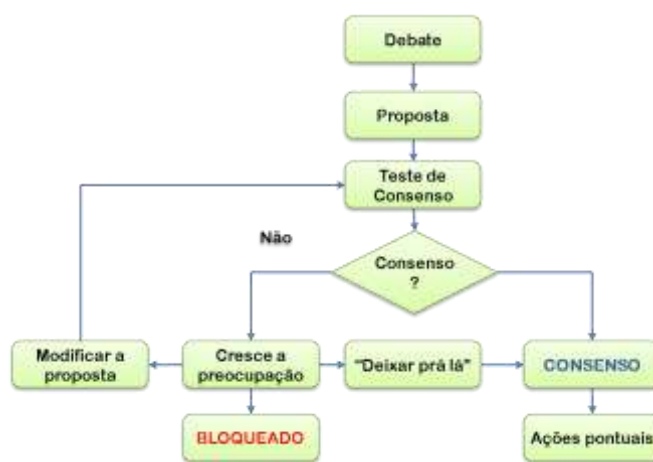 Debate
Proposta
Teste de
Consenso
Não
Consenso
?
Modificar a
proposta
Cresce a
preocupação
"Deixar prá lá"
CONSENSO
BLOQUEADO
Ações pontuais